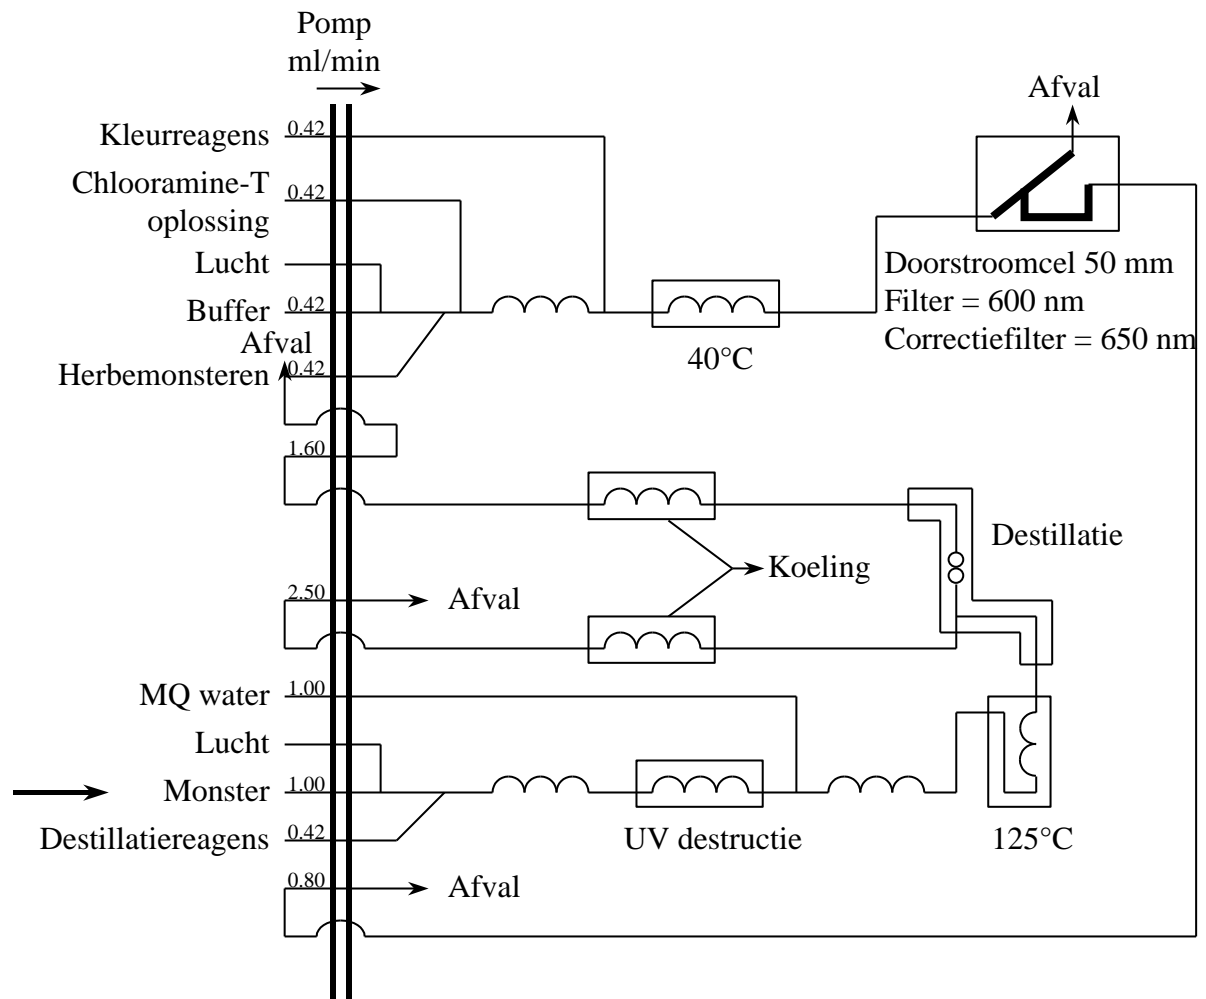 Pomp
ml/min
Afval
Kleurreagens 0.42
Chlooramine-T 0.42
oplossing
Lucht
Buffer 0.42
Doorstroomcel 50 mm
Filter = 600 nm
Correctiefilter = 650 nm
Afval
40°C
Herbemonsteren 0.42
1.60
Destillatie
Koeling
2.50 Afval
MQ water 1.00
Lucht
Monster 1.00
Destillatiereagens 0.42
UV destructie
125°C
0.80 Afval